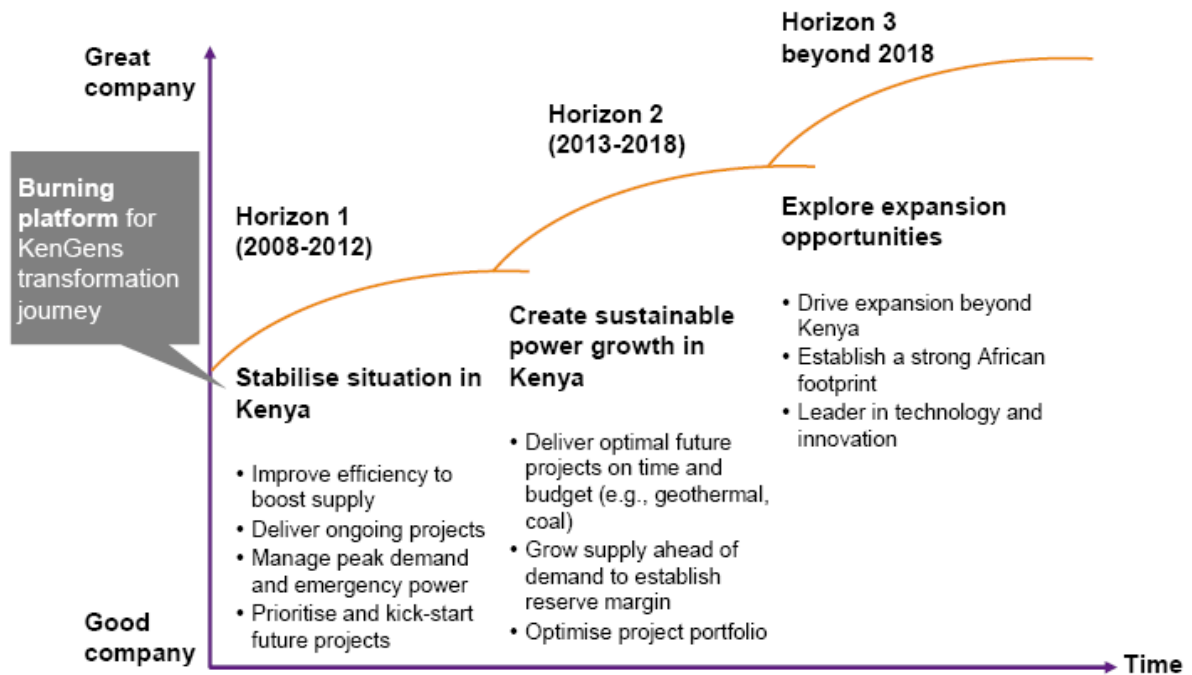 Great
company
Burning
platform for
KenGens
transformation
journey
Good
company
Horizon 1
(2008-2012)
Stabilise situation in
Kenya
• Improve efficiency to
boost supply
• Deliver ongoing projects
• Manage peak demand
and emergency power
• Prioritise and kick-start
future projects
Horizon 2
(2013-2018)
Create sustainable
power growth in
Kenya
• Deliver optimal future
projects on time and
budget (e.g., geothermal,
coal)
• Grow supply ahead of
demand to establish
reserve margin
• Optimise project portfolio
Horizon 3
beyond 2018
Explore expansion
opportunities
• Drive expansion beyond
Kenya
• Establish a strong African
footprint
• Leader in technology and
innovation
Time